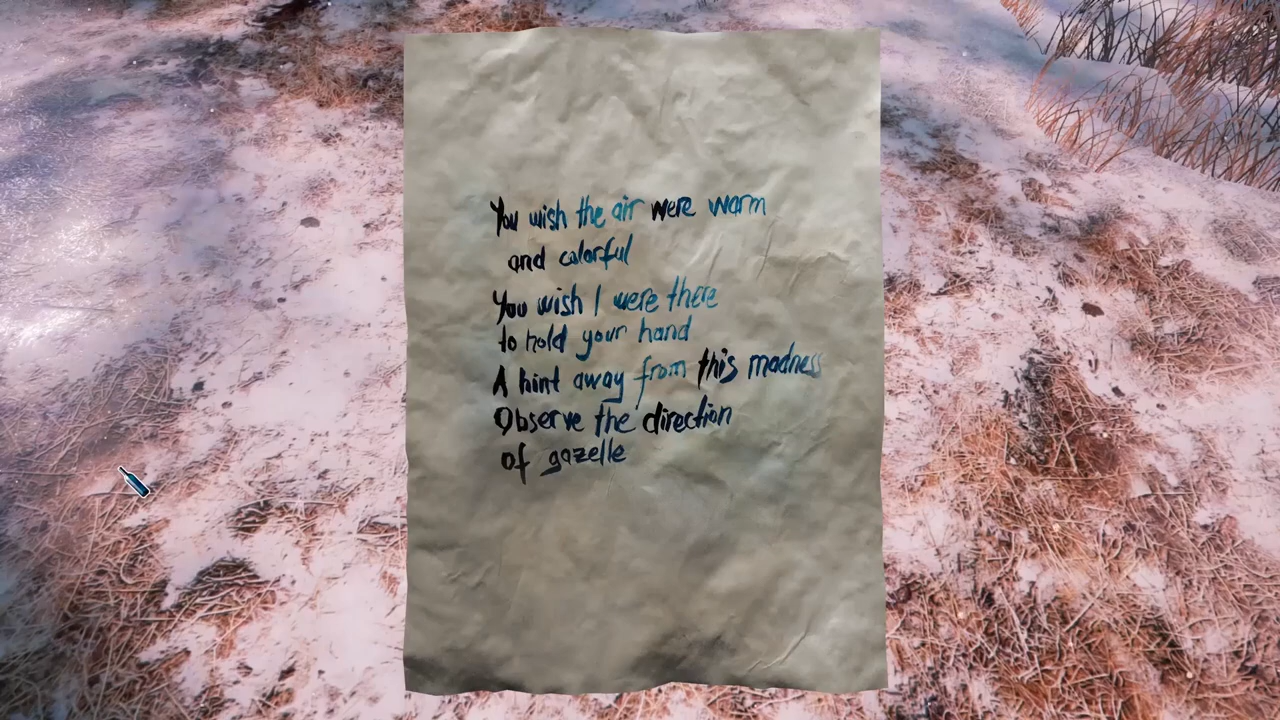 You wish the air were warm
and colorful
You wish I were there
to hold your hand
A hint away from this madness
Observe the direction
of gazelle